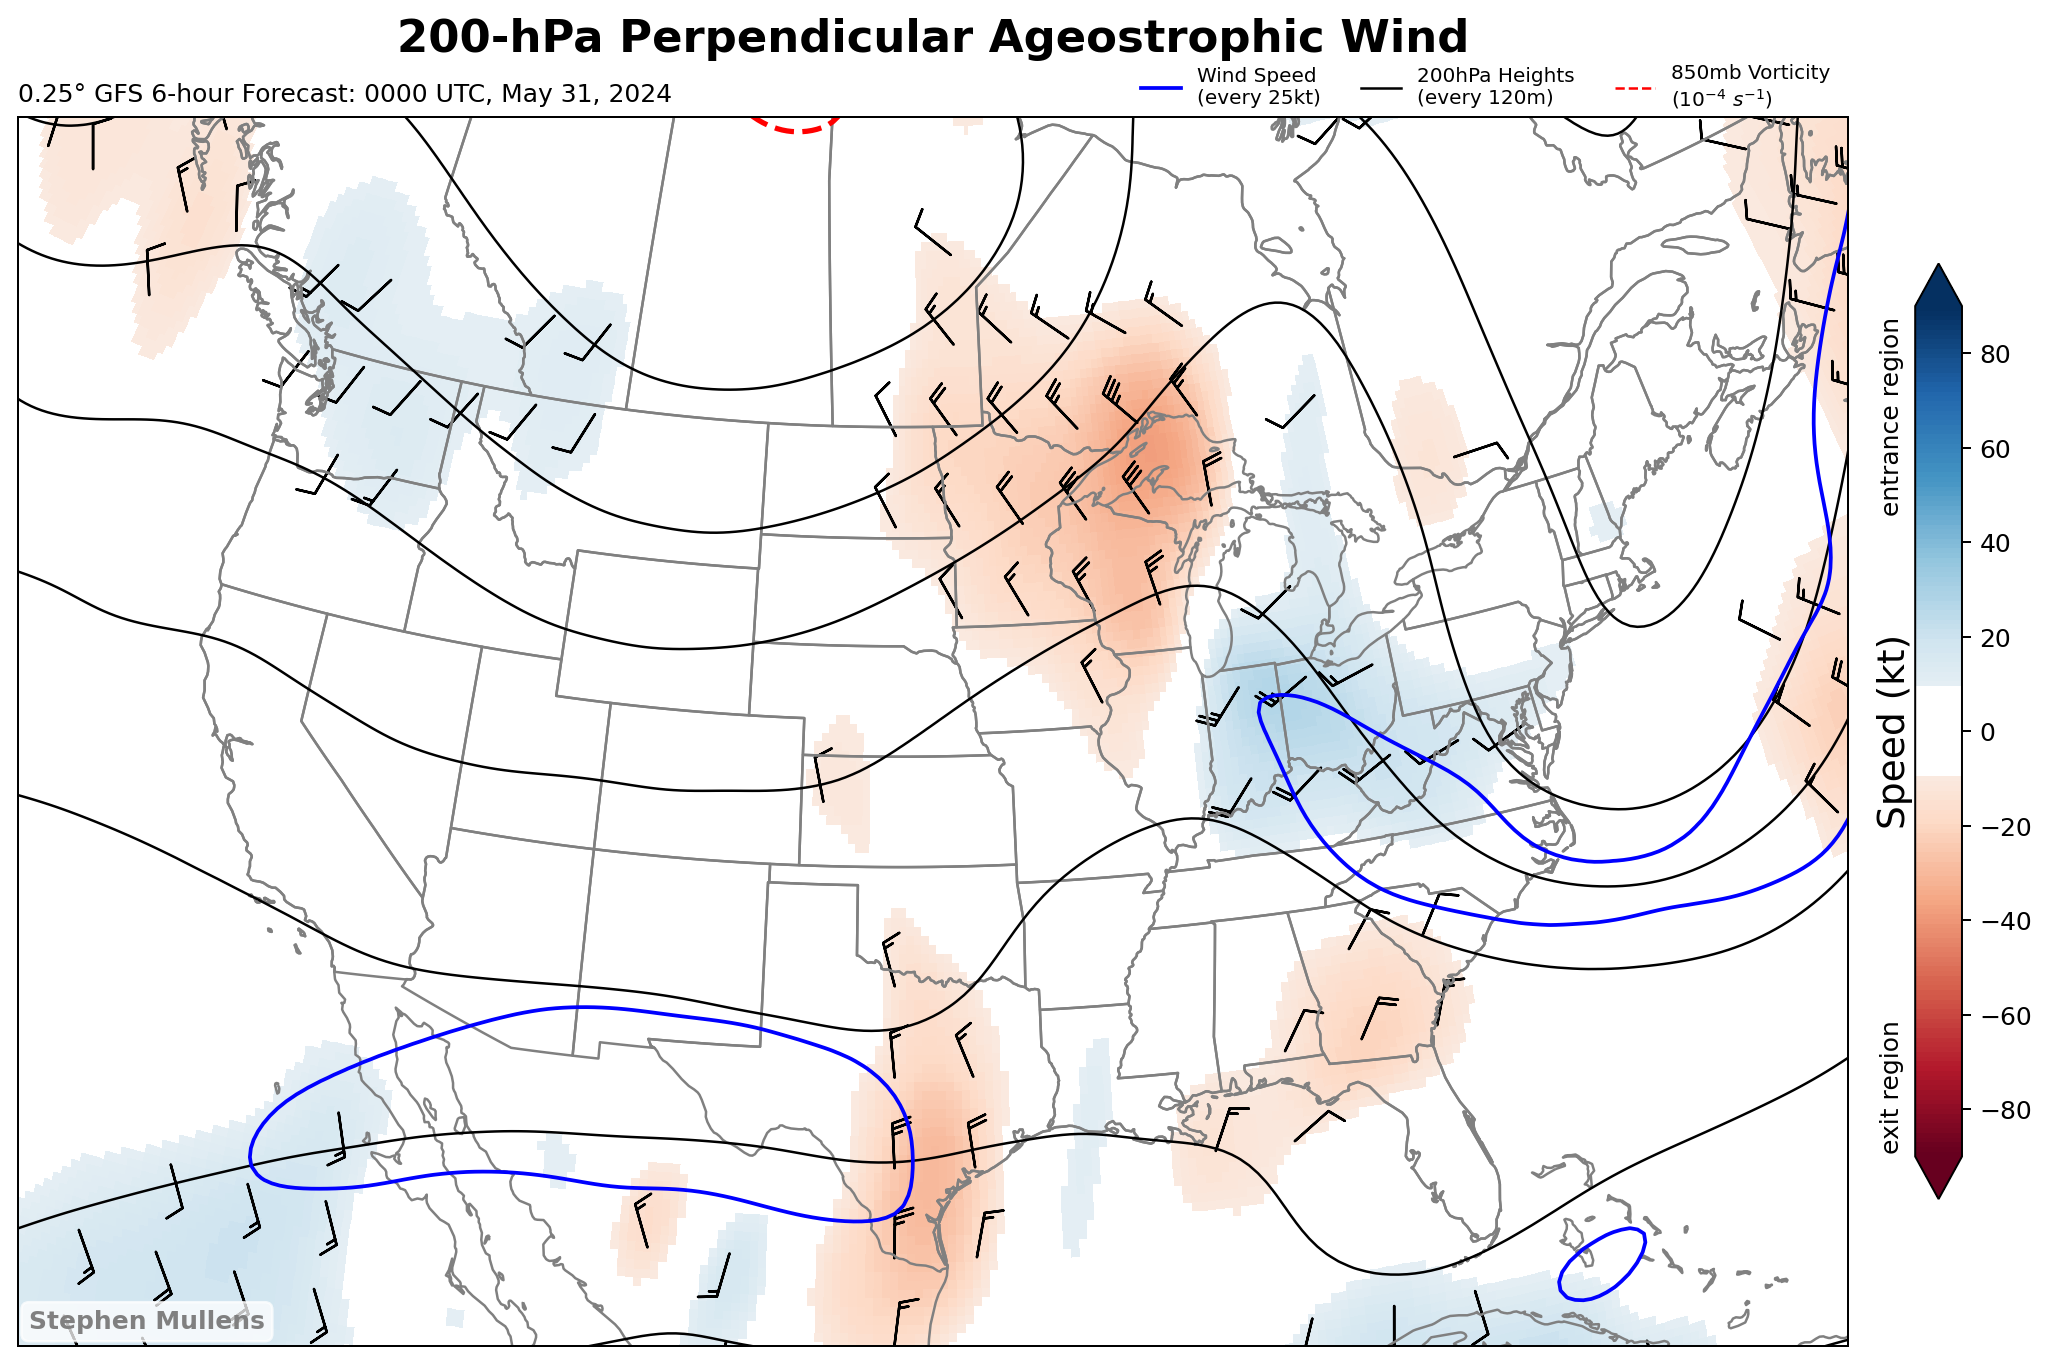 200-hPa Perpendicular Ageostrophic Wind
0.25° GFS 6-hour Forecast: 0000 UTC, May 31, 2024
Wind Speed
(every 25kt)
200hPa Heights
(every 120m)
850mb Vorticity
(10⁻⁴ s⁻¹)
entrance region
Speed (kt)
exit region
80
60
40
20
0
−20
−40
−60
−80
Stephen Mullens